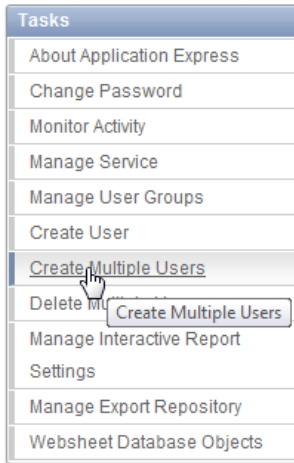 Tasks
About Application Express
Change Password
Monitor Activity
Manage Service
Manage User Groups
Create User
Create Multiple Users
Delete
Create Multiple Users
Manage Interactive Report
Settings
Manage Export Repository
Websheet Database Objects